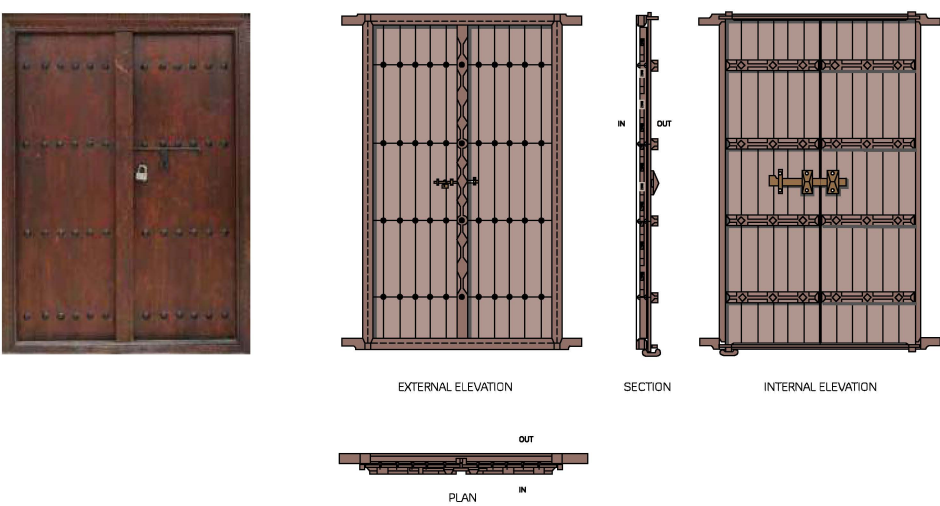 IN
OUT
EXTERNAL ELEVATION
SECTION
INTERNAL ELEVATION
OUT
IN
PLAN